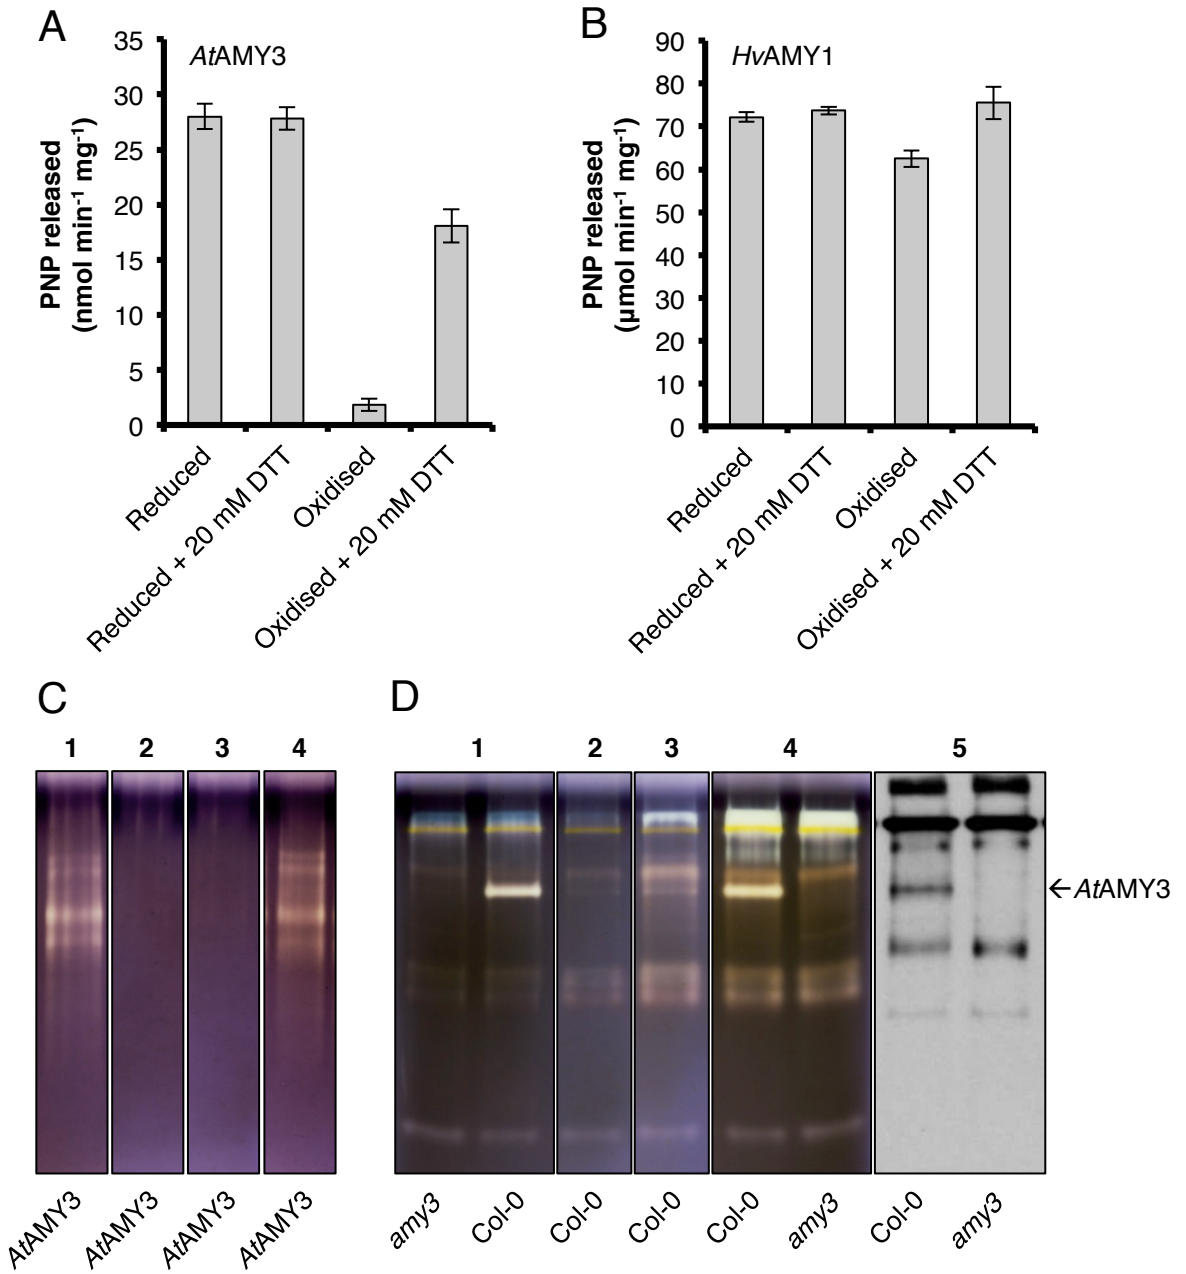 A
AtAMY3
35
30
25
20
15
10
5
0
PNP released
(nmol min-1 mg-1)
Reduced
Reduced + 20 mM DTT
Oxidised
Oxidised + 20 mM DTT
B
HvAMY1
90
80
70
60
50
40
30
20
10
0
PNP released
(µmol min-1 mg-1)
Reduced
Reduced + 20 mM DTT
Oxidised
Oxidised + 20 mM DTT
C
1 2 3 4
AtAMY3 AtAMY3 AtAMY3 AtAMY3
D
1 2 3 4 5
←AtAMY3
amy3 Col-0 Col-0 Col-0 Col-0 amy3 Col-0 amy3